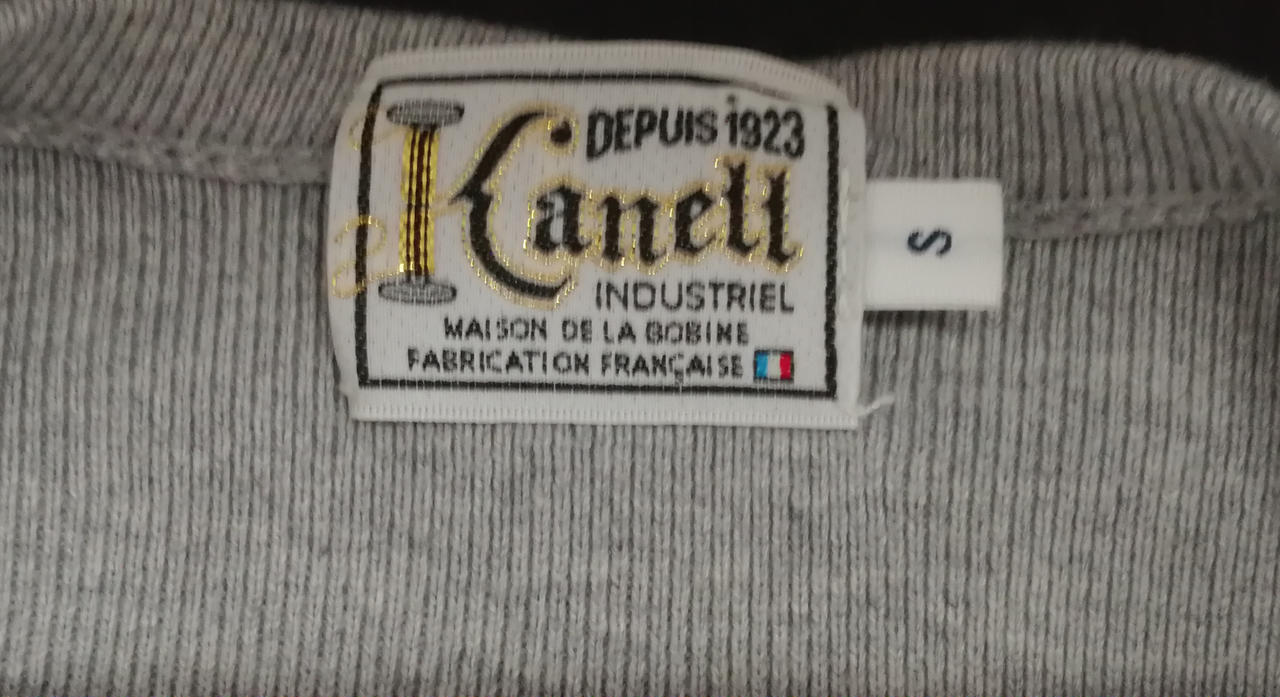 DEPUIS 1923
Kanell
INDUSTRIEL
MAISON DE LA BOBINE
FABRICATION FRANÇAISE
S